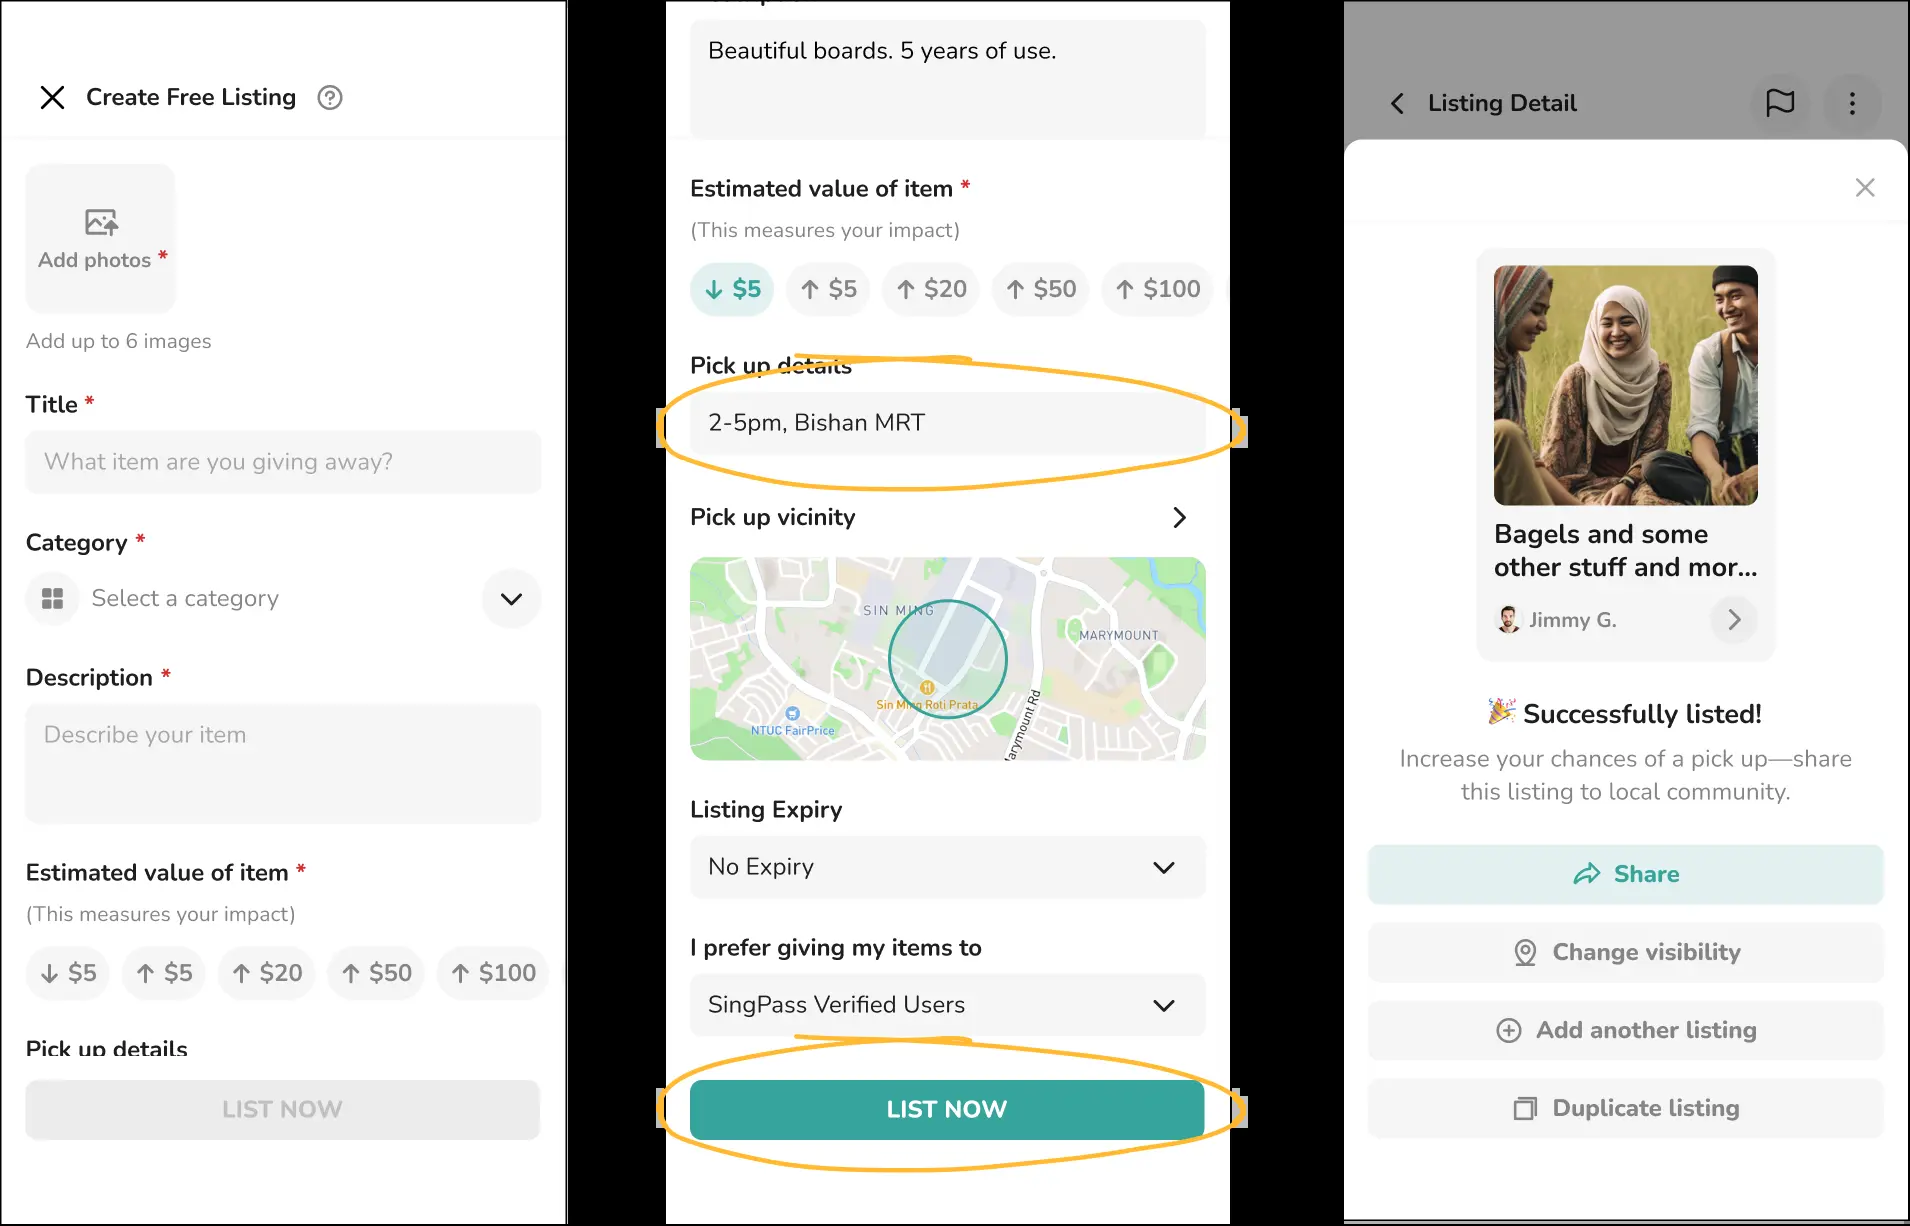 Create Free Listing
Add photos *
Add up to 6 images
Title *
What item are you giving away?
Category *
Select a category
Description *
Describe your item
Estimated value of item *
(This measures your impact)
↓ $5 ↑ $5 ↑ $20 ↑ $50 ↑ $100
Pick up details
LIST NOW
Beautiful boards. 5 years of use.
Estimated value of item *
(This measures your impact)
↓ $5 ↑ $5 ↑ $20 ↑ $50 ↑ $100
Pick up details
2-5pm, Bishan MRT
Pick up vicinity
SIN MING
MARYMOUNT
Sin Ming Roti Prata
NTUC FairPrice
Marymount Rd
Listing Expiry
No Expiry
I prefer giving my items to
SingPass Verified Users
LIST NOW
Listing Detail
Bagels and some
other stuff and mor...
Jimmy G.
🎉 Successfully listed!
Increase your chances of a pick up—share
this listing to local community.
Share
Change visibility
Add another listing
Duplicate listing